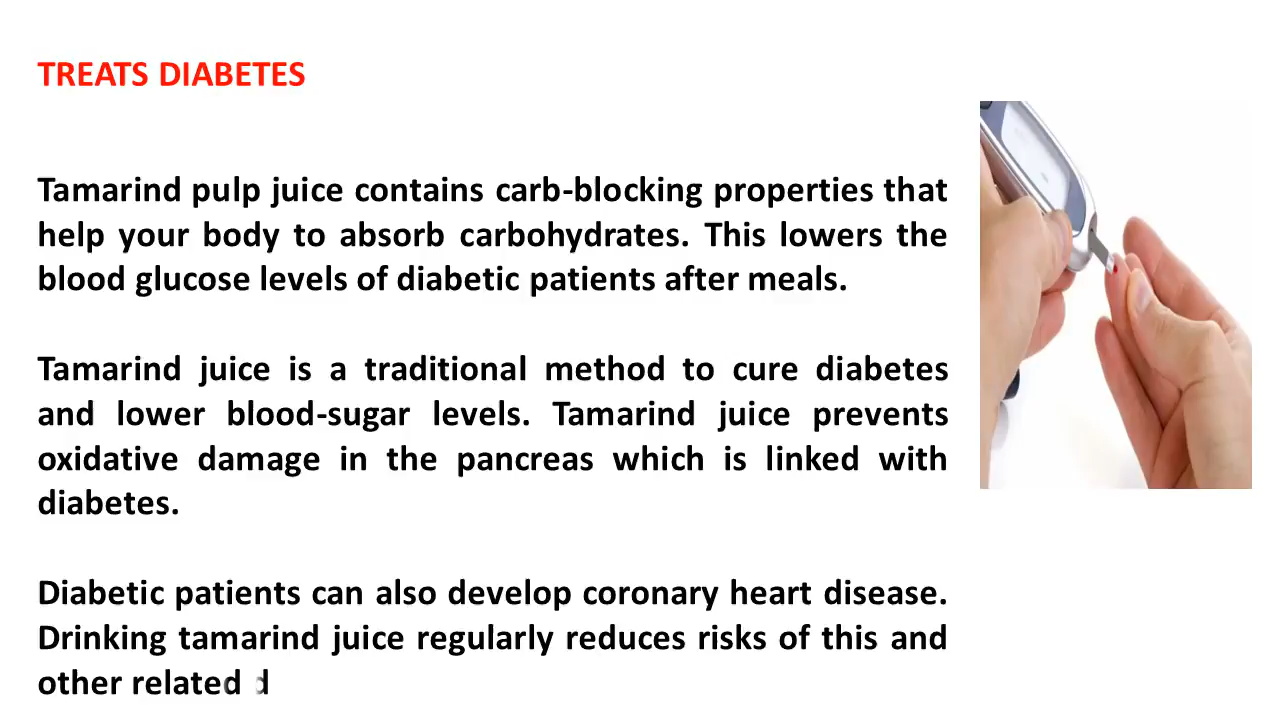 TREATS DIABETES
Tamarind pulp juice contains carb-blocking properties that
help your body to absorb carbohydrates. This lowers the
blood glucose levels of diabetic patients after meals.
Tamarind juice is a traditional method to cure diabetes
and lower blood-sugar levels. Tamarind juice prevents
oxidative damage in the pancreas which is linked with
diabetes.
Diabetic patients can also develop coronary heart disease.
Drinking tamarind juice regularly reduces risks of this and
other related d